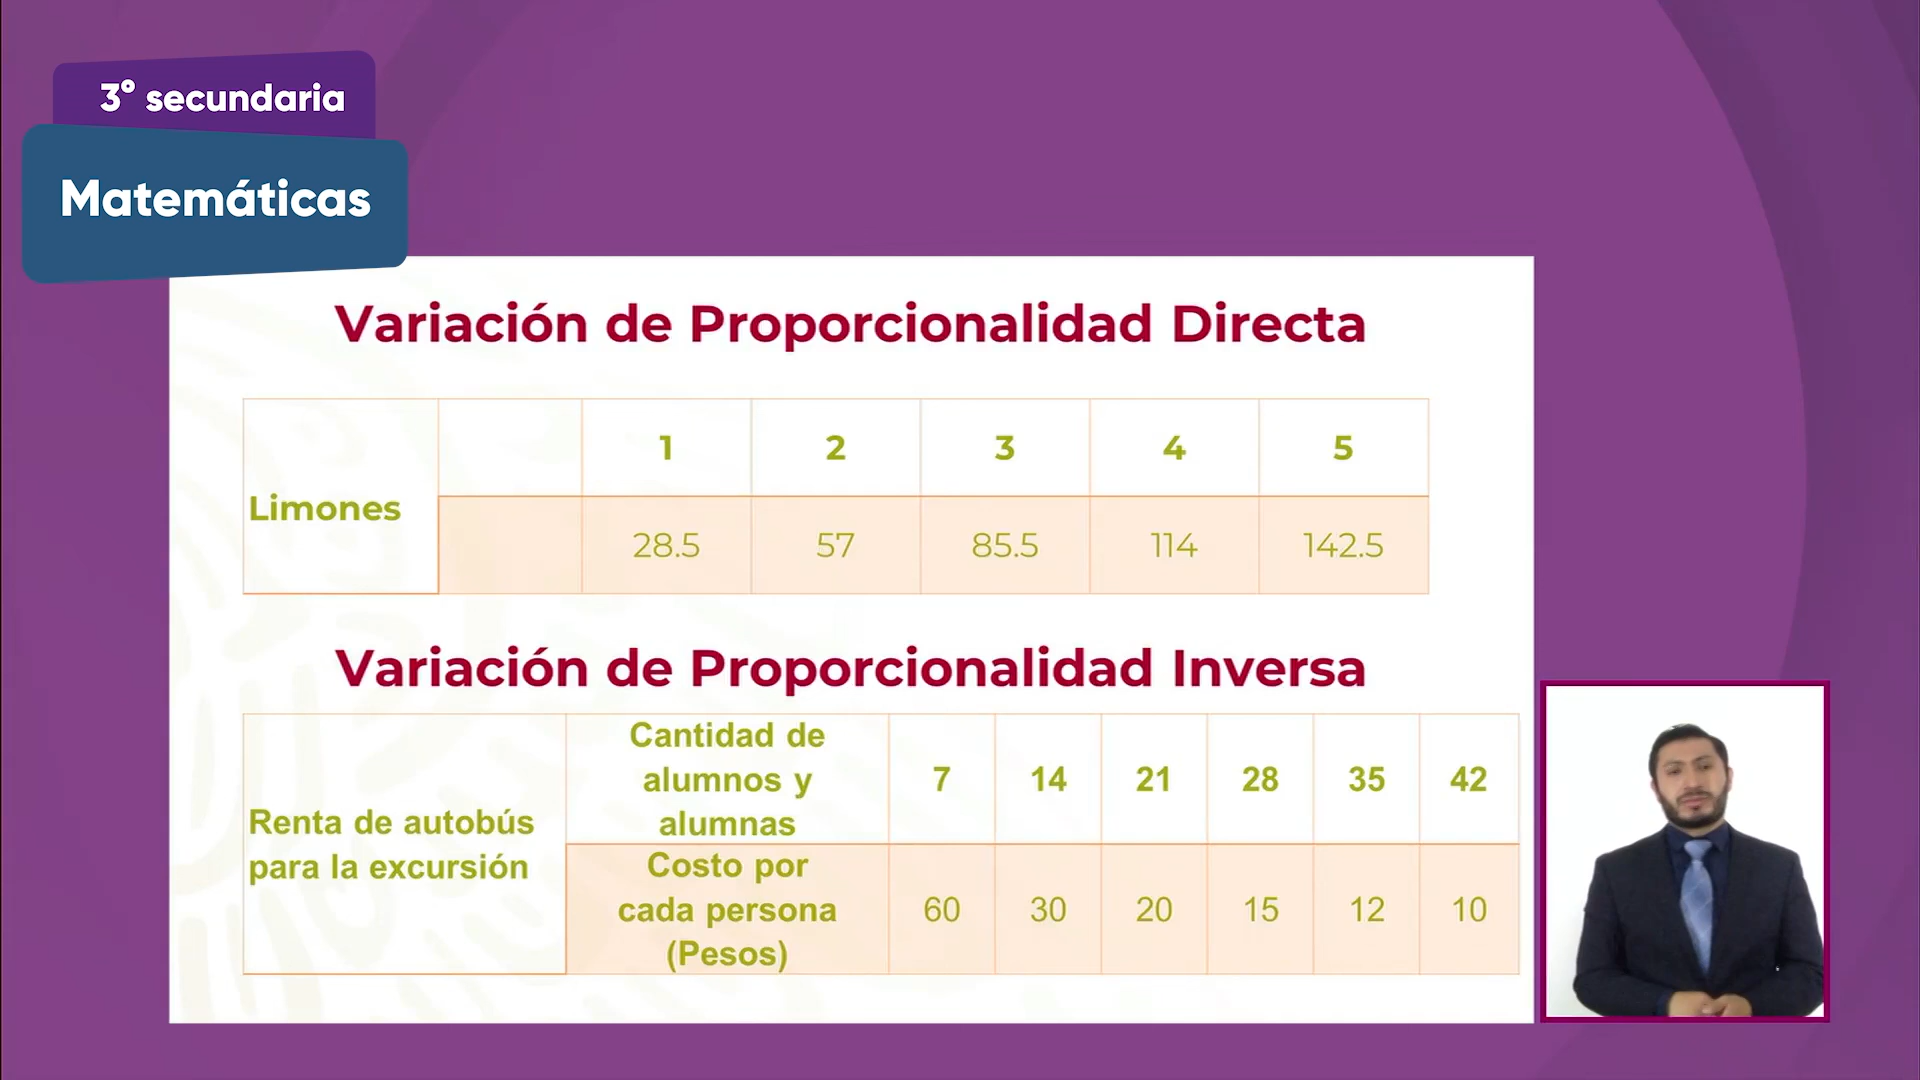 3° secundaria
Matemáticas
Variación de Proporcionalidad Directa
1 2 3 4 5
Limones
28.5 57 85.5 114 142.5
Variación de Proporcionalidad Inversa
Renta de autobús
para la excursión
Cantidad de
alumnos y
alumnas
7 14 21 28 35 42
Costo por
cada persona
(Pesos)
60 30 20 15 12 10